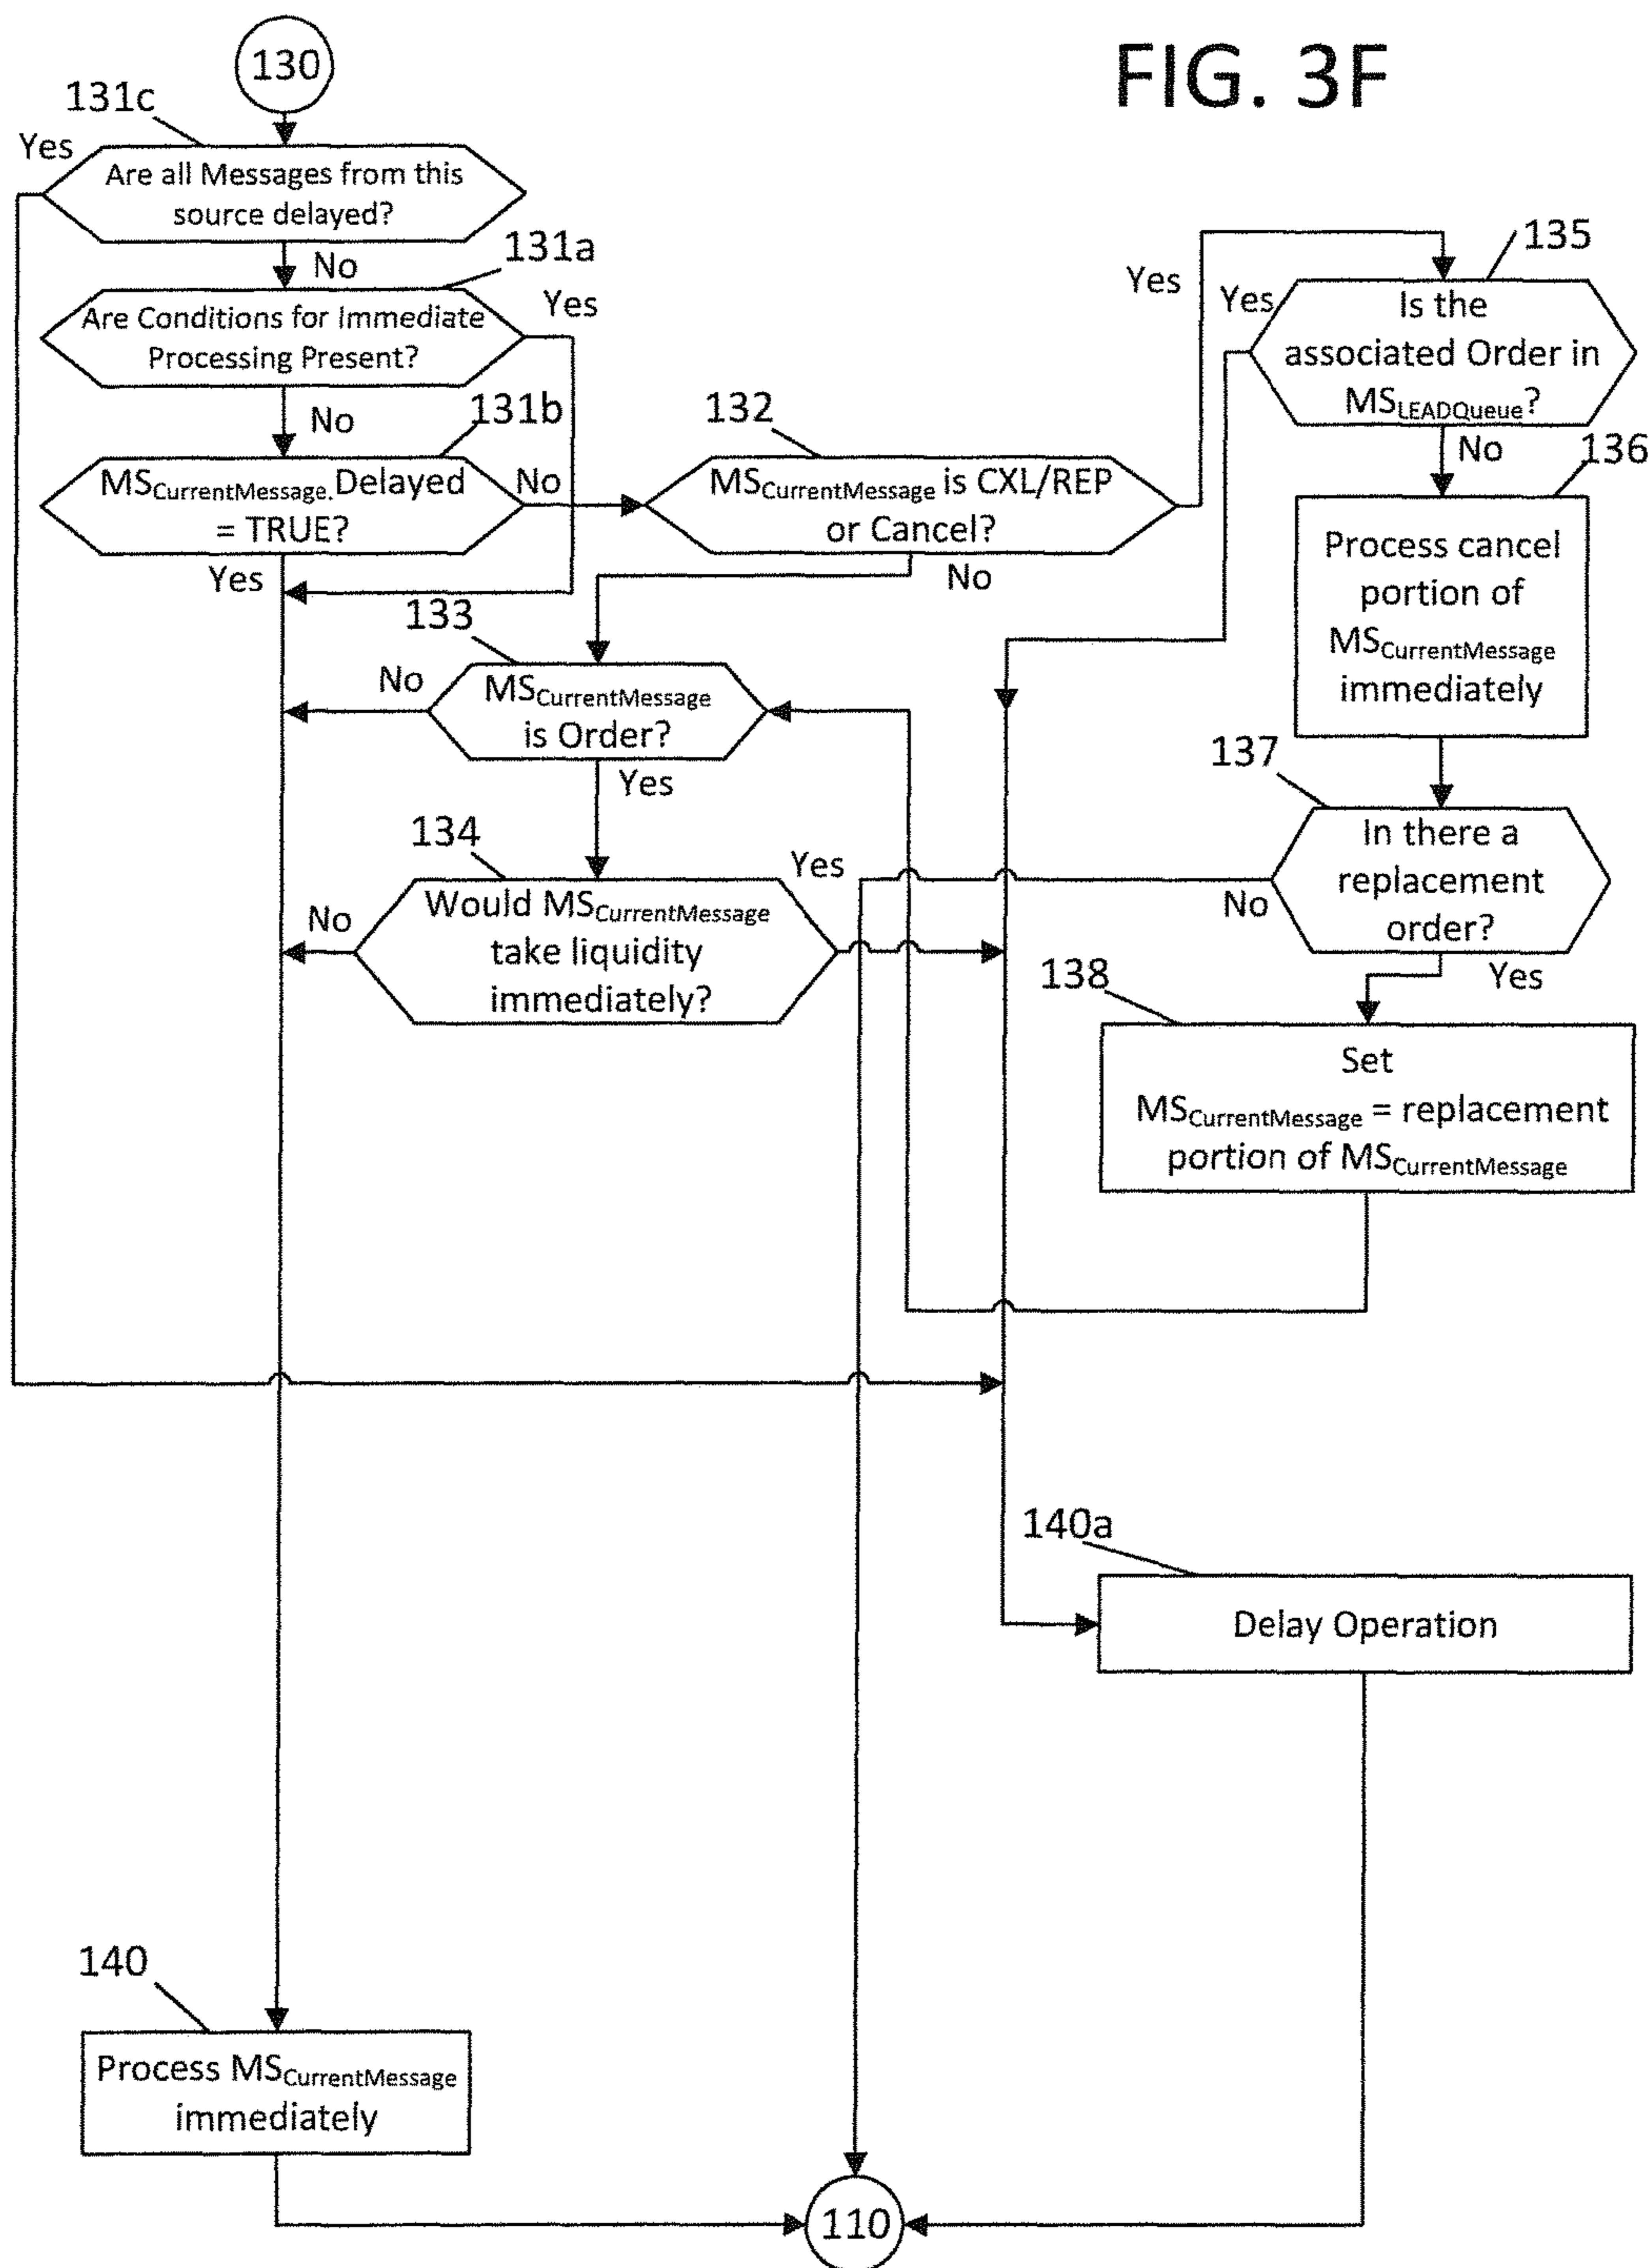 FIG. 3F
130
131c
Yes
Are all Messages from this
source delayed?
No
131a
Are Conditions for Immediate
Processing Present?
Yes
No
131b
MSCurrentMessage.Delayed
= TRUE?
No
Yes
132
MSCurrentMessage is CXL/REP
or Cancel?
Yes
No
133
MSCurrentMessage
is Order?
No
Yes
134
Would MSCurrentMessage
take liquidity
immediately?
No
Yes
135
Yes
Is the
associated Order in
MSLEADQueue?
No
136
Process cancel
portion of
MSCurrentMessage
immediately
137
In there a
replacement
order?
No
Yes
138
Set
MSCurrentMessage = replacement
portion of MSCurrentMessage
140a
Delay Operation
140
Process MSCurrentMessage
immediately
110